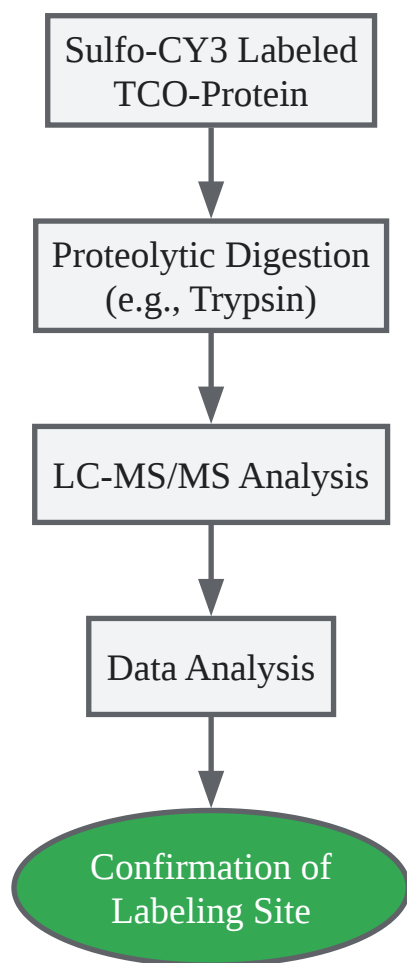 Sulfo-CY3 Labeled
TCO-Protein
Proteolytic Digestion
(e.g., Trypsin)
LC-MS/MS Analysis
Data Analysis
Confirmation of
Labeling Site